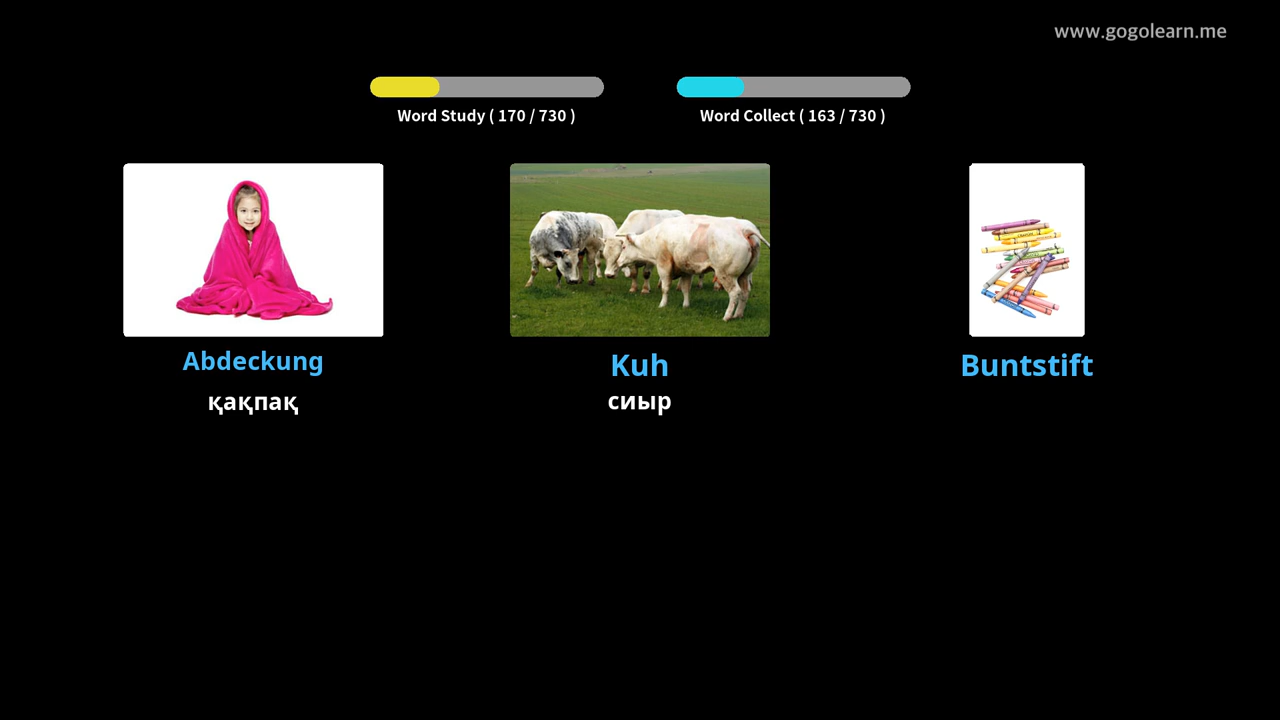 www.gogolearn.me
Word Study ( 170 / 730 )
Word Collect ( 163 / 730 )
Abdeckung
қақпақ
Kuh
сиыр
Buntstift